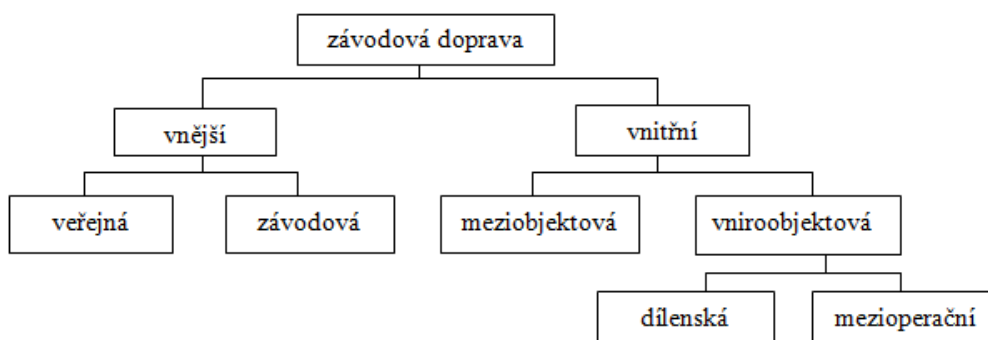 závodová doprava
vnější
vnitřní
veřejná
závodová
meziobjektová
vniroobjektová
dílenská
mezioperační